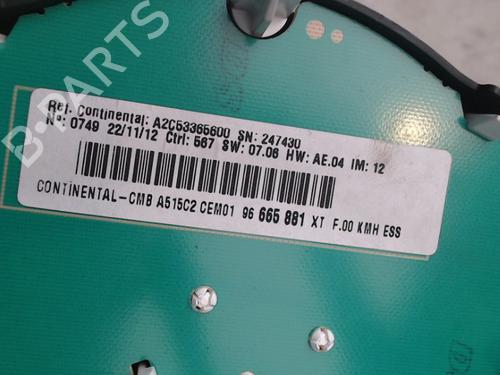 B-PARTS
Ref. Continental: A2C53365600 SN: 247430
Nº: 0749 22/11/12 Ctrl: 567 SW: 07.06 HW: AE.04 IM: 12
CONTINENTAL-CMB A515C2 CEM01 96 665 881 XT F.00 KMH ESS